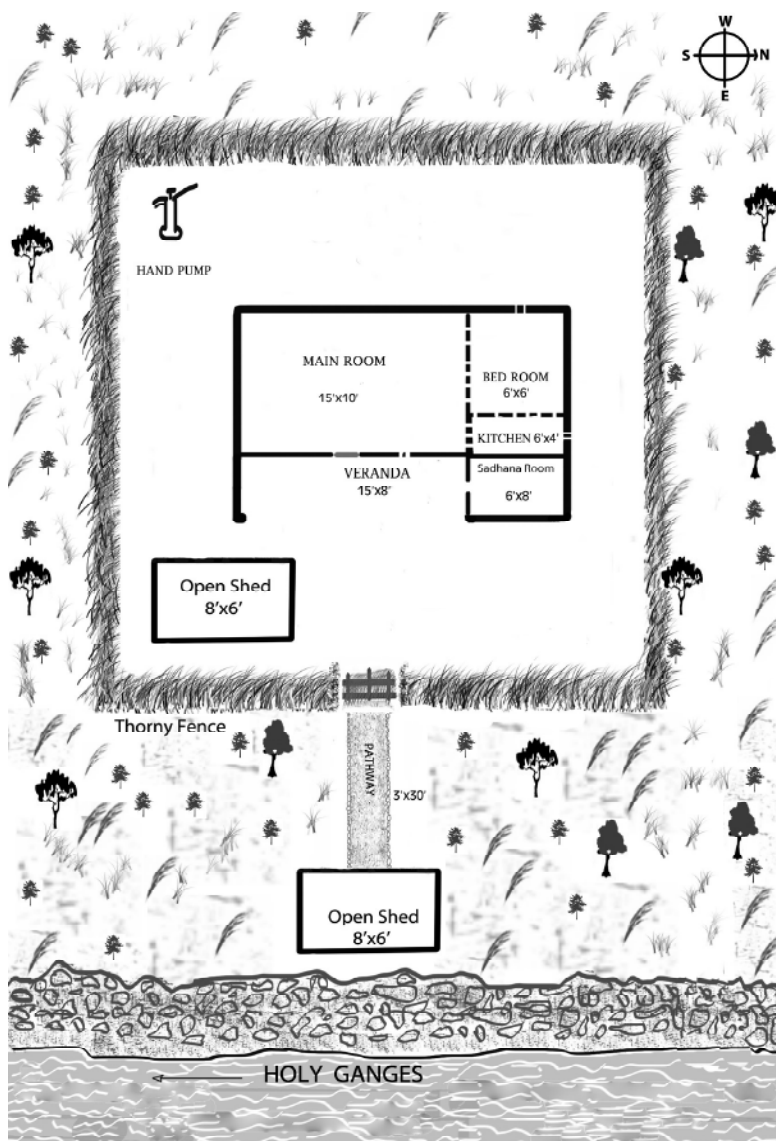 W
S N
E
HAND PUMP
MAIN ROOM
15'x10'
BED ROOM
6'x6'
KITCHEN 6'x4'
VERANDA
15'x8'
Sadhana Room
6'x8'
Open Shed
8'x6'
Thorny Fence
PATHWAY
3'x30'
Open Shed
8'x6'
HOLY GANGES